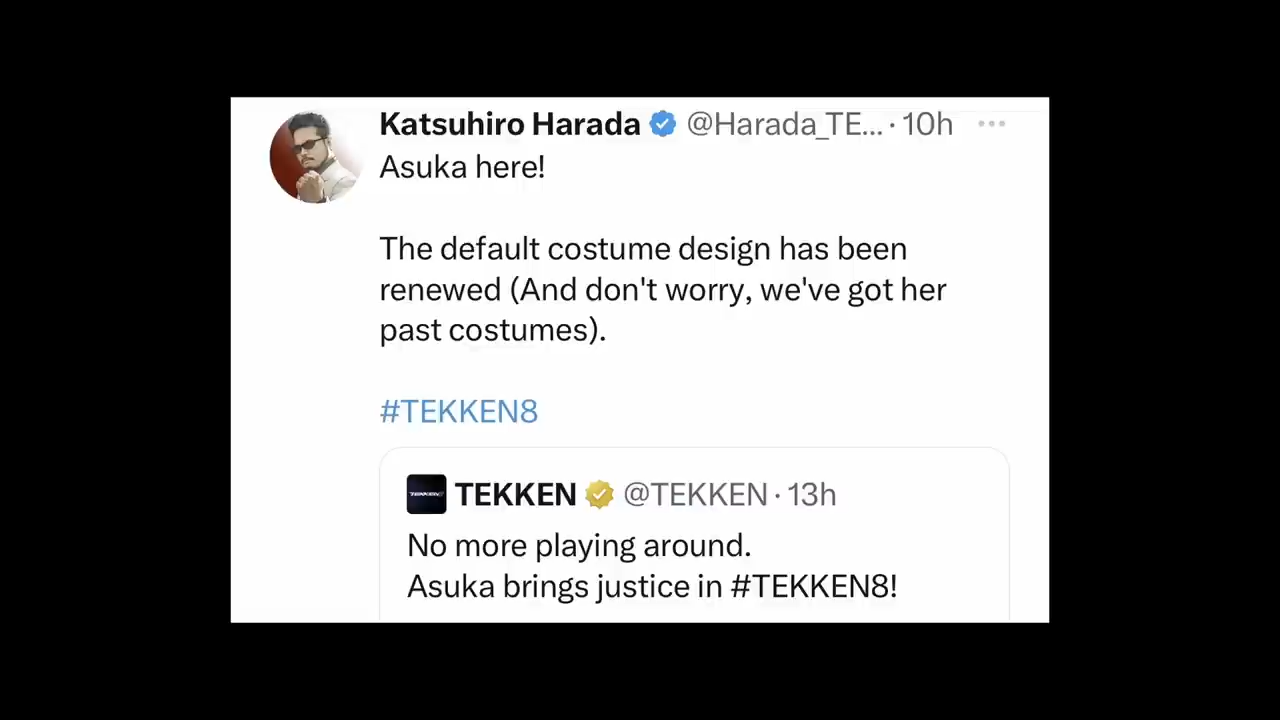 Katsuhiro Harada @Harada_TE... · 10h
Asuka here!
The default costume design has been
renewed (And don't worry, we've got her
past costumes).
#TEKKEN8
TEKKEN @TEKKEN · 13h
No more playing around.
Asuka brings justice in #TEKKEN8!